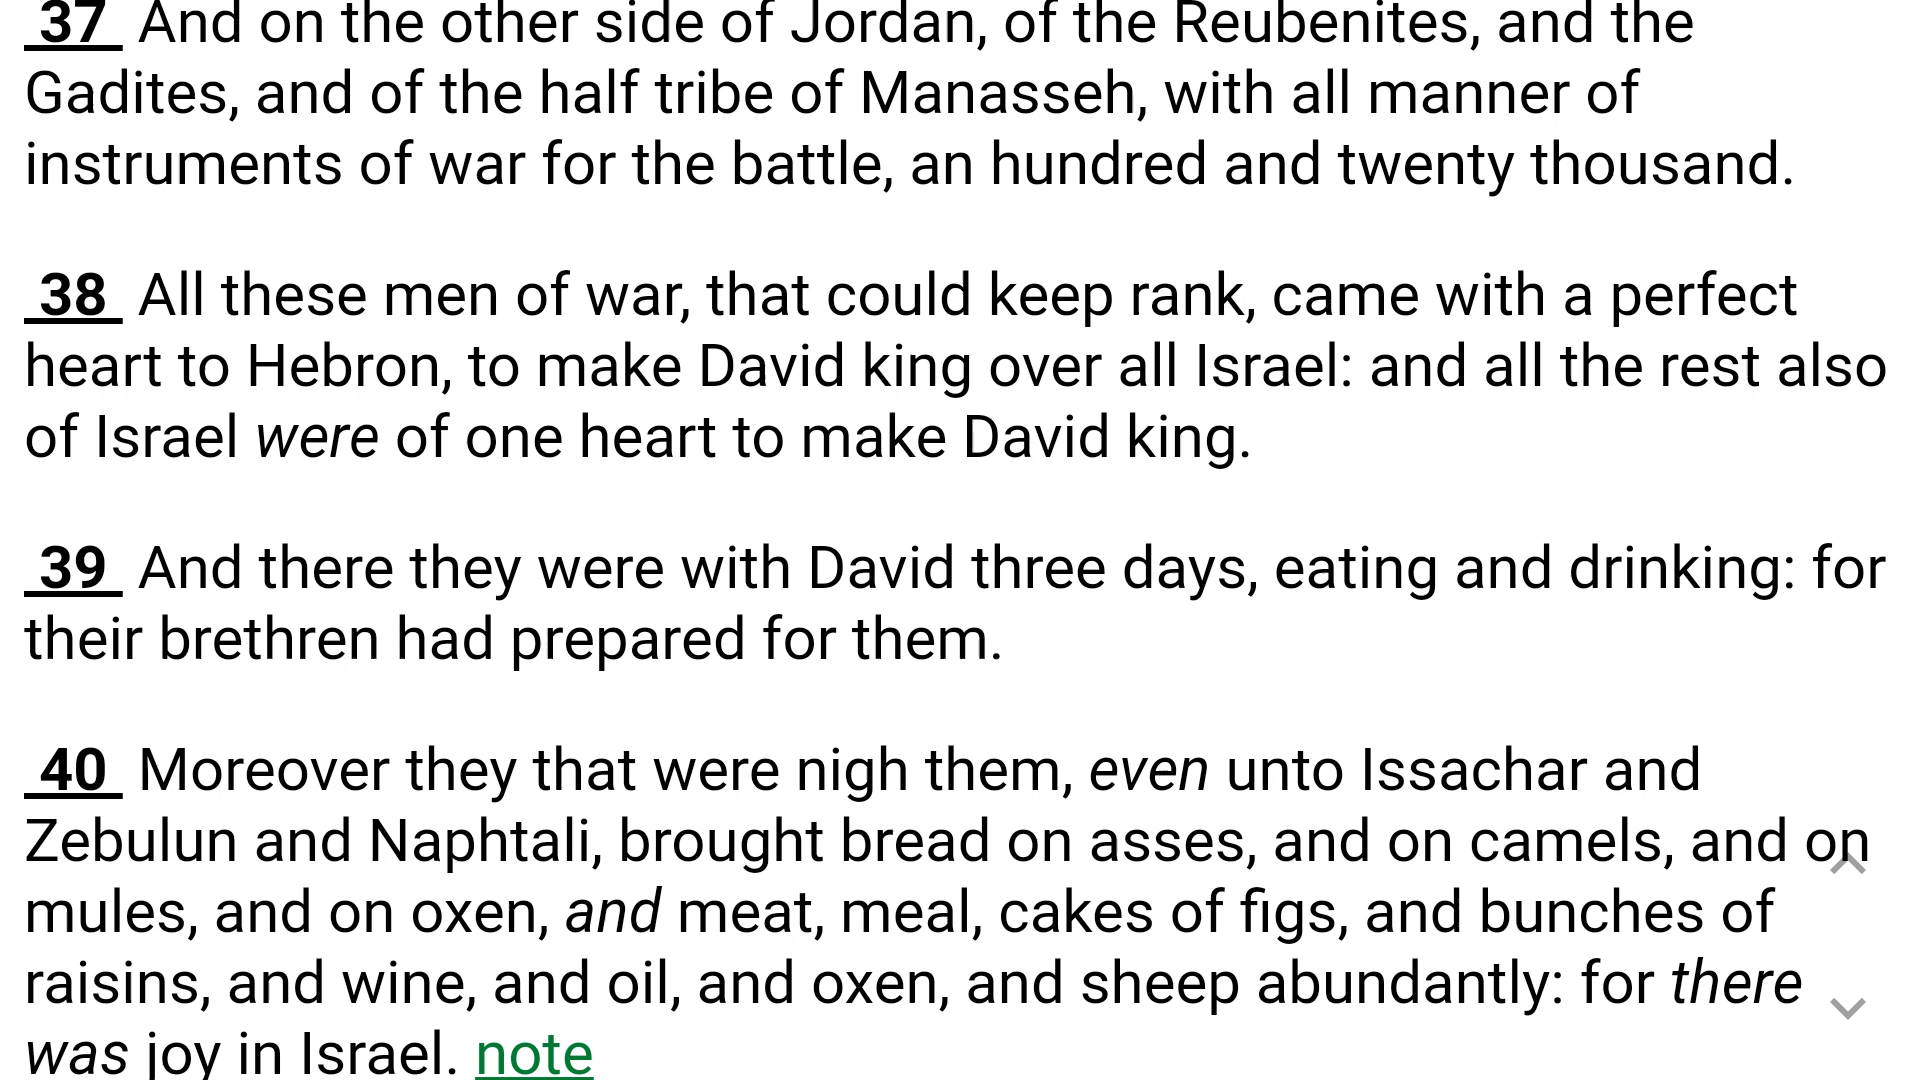 37 And on the other side of Jordan, of the Reubenites, and the
Gadites, and of the half tribe of Manasseh, with all manner of
instruments of war for the battle, an hundred and twenty thousand.
38 All these men of war, that could keep rank, came with a perfect
heart to Hebron, to make David king over all Israel: and all the rest also
of Israel were of one heart to make David king.
39 And there they were with David three days, eating and drinking: for
their brethren had prepared for them.
40 Moreover they that were nigh them, even unto Issachar and
Zebulun and Naphtali, brought bread on asses, and on camels, and on
mules, and on oxen, and meat, meal, cakes of figs, and bunches of
raisins, and wine, and oil, and oxen, and sheep abundantly: for there
was joy in Israel. note